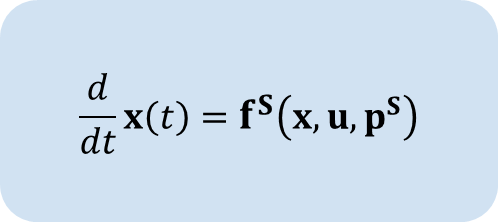 d/dt 𝐱(t) = 𝐟^𝐒(𝐱, 𝐮, 𝐩^𝐒)